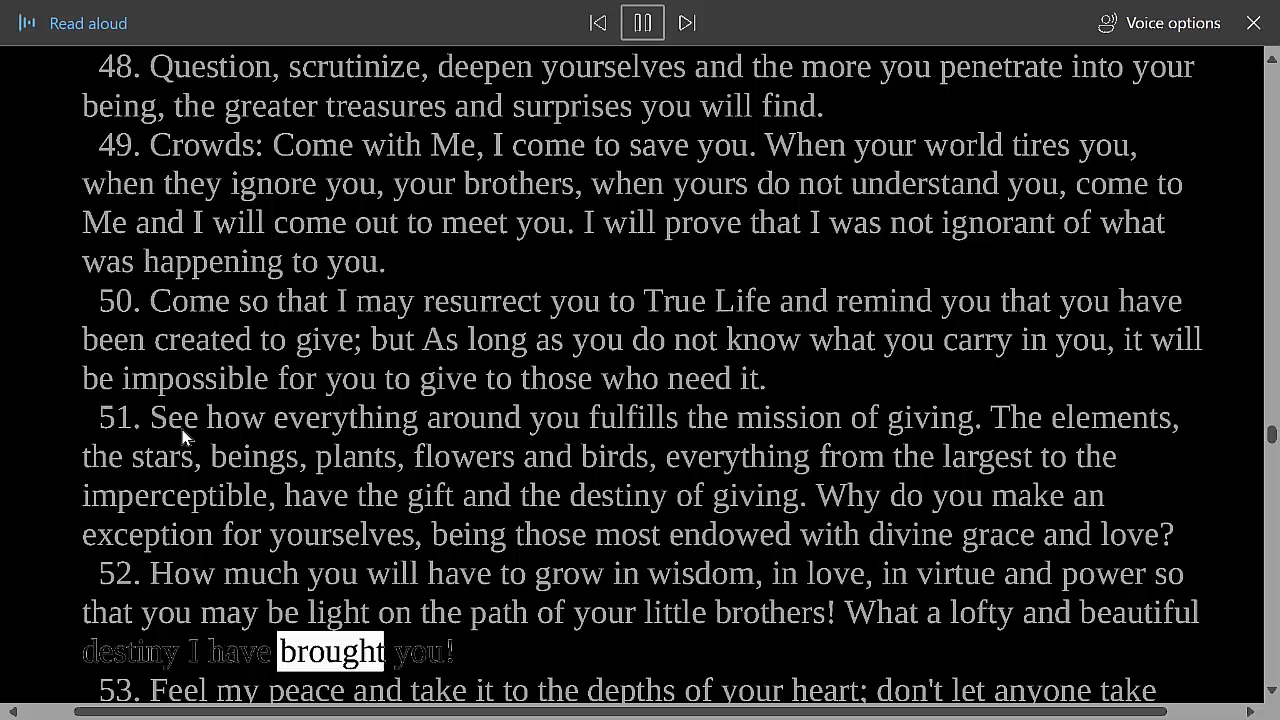 Read aloud
Voice options
48. Question, scrutinize, deepen yourselves and the more you penetrate into your
being, the greater treasures and surprises you will find.
49. Crowds: Come with Me, I come to save you. When your world tires you,
when they ignore you, your brothers, when yours do not understand you, come to
Me and I will come out to meet you. I will prove that I was not ignorant of what
was happening to you.
50. Come so that I may resurrect you to True Life and remind you that you have
been created to give; but As long as you do not know what you carry in you, it will
be impossible for you to give to those who need it.
51. See how everything around you fulfills the mission of giving. The elements,
the stars, beings, plants, flowers and birds, everything from the largest to the
imperceptible, have the gift and the destiny of giving. Why do you make an
exception for yourselves, being those most endowed with divine grace and love?
52. How much you will have to grow in wisdom, in love, in virtue and power so
that you may be light on the path of your little brothers! What a lofty and beautiful
destiny I have brought you!
53. Feel my peace and take it to the depths of your heart; don't let anyone take